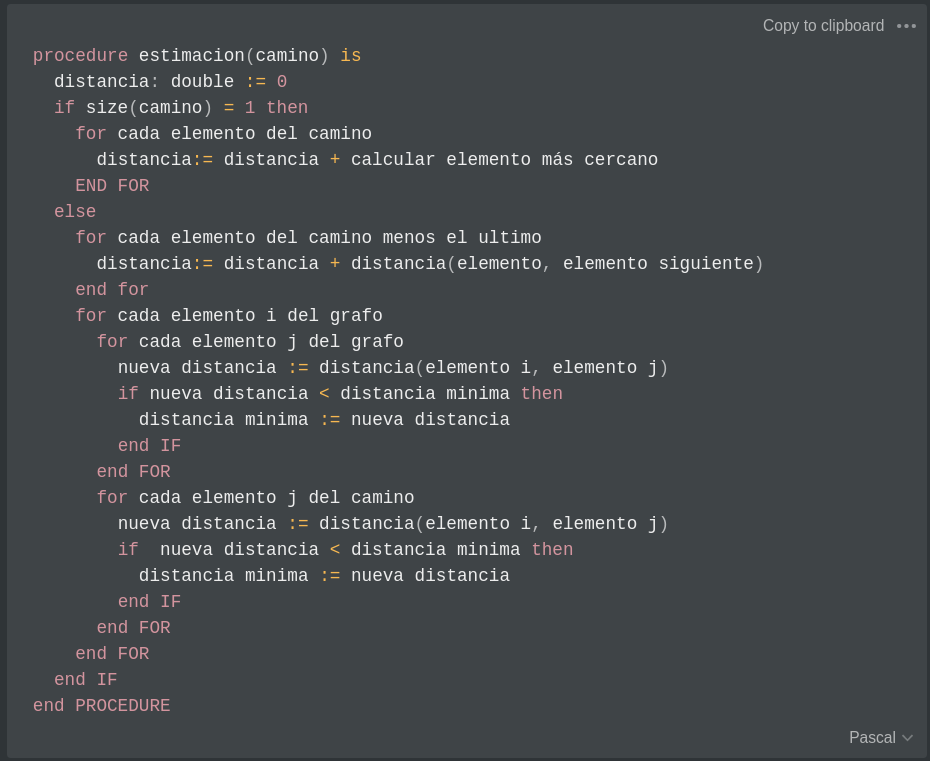 Copy to clipboard
procedure estimacion(camino) is
  distancia: double := 0
  if size(camino) = 1 then
    for cada elemento del camino
      distancia:= distancia + calcular elemento más cercano
    END FOR
  else
    for cada elemento del camino menos el ultimo
      distancia:= distancia + distancia(elemento, elemento siguiente)
    end for
    for cada elemento i del grafo
      for cada elemento j del grafo
        nueva distancia := distancia(elemento i, elemento j)
        if nueva distancia < distancia minima then
          distancia minima := nueva distancia
        end IF
      end FOR
      for cada elemento j del camino
        nueva distancia := distancia(elemento i, elemento j)
        if  nueva distancia < distancia minima then
          distancia minima := nueva distancia
        end IF
      end FOR
    end FOR
  end IF
end PROCEDURE
Pascal